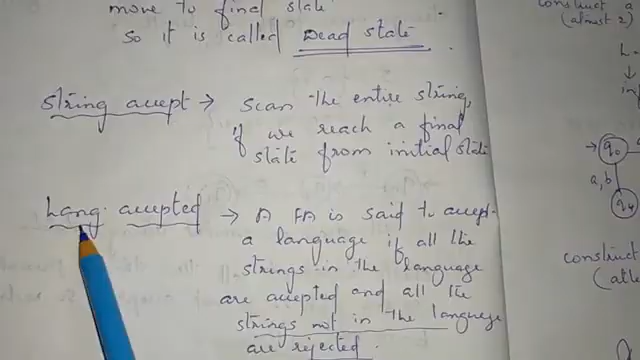 move to final state
so it is called Dead state.
string accept → scan the entire string,
if we reach a final
state from initial state
Lang. accepted → A FA is said to accept
a language if all the
strings in the language
are accepted and all the
strings not in the language
are rejected.
construct a
(atmost 2)
L =
q0
a,b
q4
construct